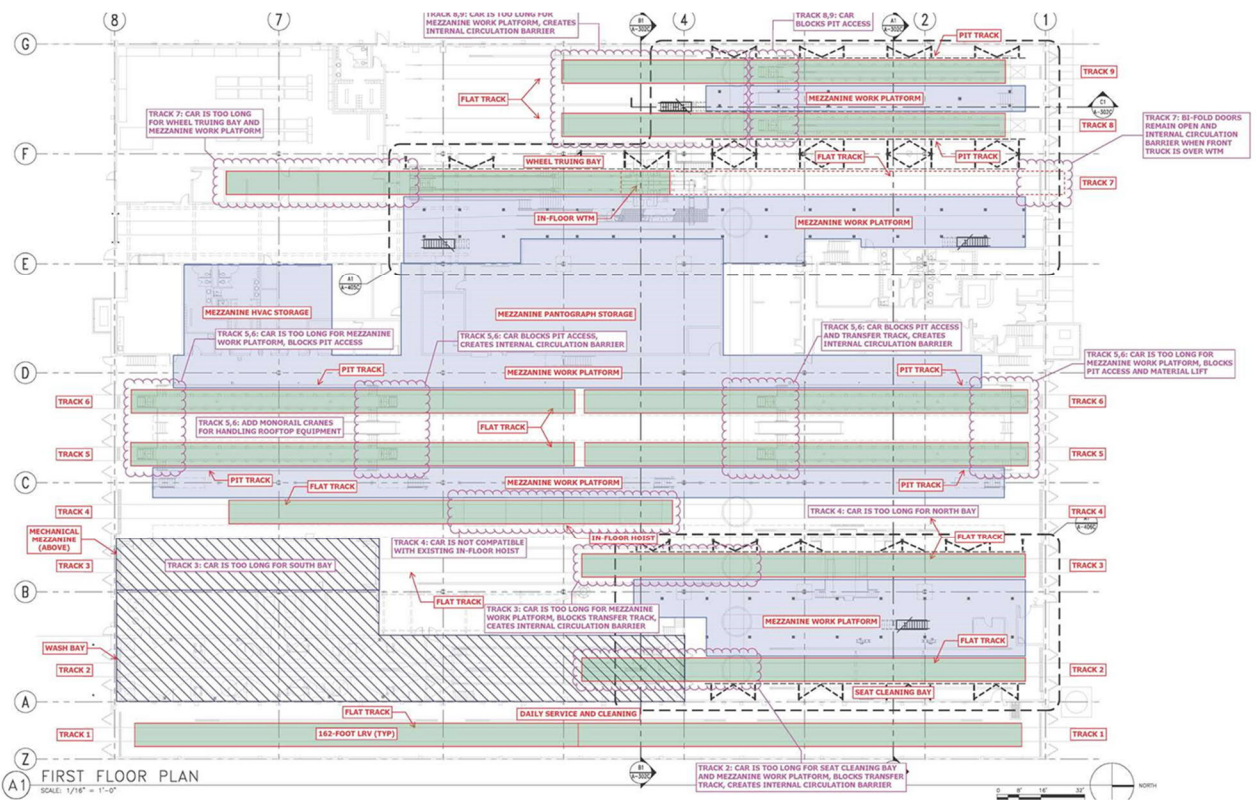 8
7
4
2
1
B1
A-302C
A1
A-302C
TRACK 8,9: CAR IS TOO LONG FOR
MEZZANINE WORK PLATFORM, CREATES
INTERNAL CIRCULATION BARRIER
TRACK 8,9: CAR
BLOCKS PIT ACCESS
PIT TRACK
G
TRACK 9
FLAT TRACK
MEZZANINE WORK PLATFORM
C1
A-302C
TRACK 8
TRACK 7: CAR IS TOO LONG
FOR WHEEL TRUING BAY AND
MEZZANINE WORK PLATFORM
TRACK 7: BI-FOLD DOORS
REMAIN OPEN AND
INTERNAL CIRCULATION
BARRIER WHEN FRONT
TRUCK IS OVER WTM
F
WHEEL TRUING BAY
FLAT TRACK
PIT TRACK
TRACK 7
IN-FLOOR WTM
MEZZANINE WORK PLATFORM
E
A1
A-405C
MEZZANINE HVAC STORAGE
MEZZANINE PANTOGRAPH STORAGE
TRACK 5,6: CAR IS TOO LONG FOR MEZZANINE
WORK PLATFORM, BLOCKS PIT ACCESS
TRACK 5,6: CAR BLOCKS PIT ACCESS,
CREATES INTERNAL CIRCULATION BARRIER
TRACK 5,6: CAR BLOCKS PIT ACCESS
AND TRANSFER TRACK, CREATES
INTERNAL CIRCULATION BARRIER
TRACK 5,6: CAR IS TOO LONG FOR
MEZZANINE WORK PLATFORM, BLOCKS
PIT ACCESS AND MATERIAL LIFT
D
PIT TRACK
MEZZANINE WORK PLATFORM
PIT TRACK
TRACK 6
TRACK 6
TRACK 5,6: ADD MONORAIL CRANES
FOR HANDLING ROOFTOP EQUIPMENT
FLAT TRACK
TRACK 5
TRACK 5
C
PIT TRACK
FLAT TRACK
MEZZANINE WORK PLATFORM
PIT TRACK
TRACK 4
TRACK 4: CAR IS TOO LONG FOR NORTH BAY
TRACK 4
MECHANICAL
MEZZANINE
(ABOVE)
TRACK 4: CAR IS NOT COMPATIBLE
WITH EXISTING IN-FLOOR HOIST
IN-FLOOR HOIST
FLAT TRACK
TRACK 3
TRACK 3: CAR IS TOO LONG FOR SOUTH BAY
TRACK 3
B
FLAT TRACK
TRACK 3: CAR IS TOO LONG FOR MEZZANINE
WORK PLATFORM, BLOCKS TRANSFER TRACK,
CEATES INTERNAL CIRCULATION BARRIER
MEZZANINE WORK PLATFORM
WASH BAY
FLAT TRACK
TRACK 2
TRACK 2
SEAT CLEANING BAY
A
FLAT TRACK
DAILY SERVICE AND CLEANING
TRACK 1
162-FOOT LRV (TYP)
TRACK 1
Z
TRACK 2: CAR IS TOO LONG FOR SEAT CLEANING BAY
AND MEZZANINE WORK PLATFORM, BLOCKS TRANSFER
TRACK, CREATES INTERNAL CIRCULATION BARRIER
B1
A-302C
A1
FIRST FLOOR PLAN
SCALE: 1/16" = 1'-0"
0 8' 16' 32'
NORTH